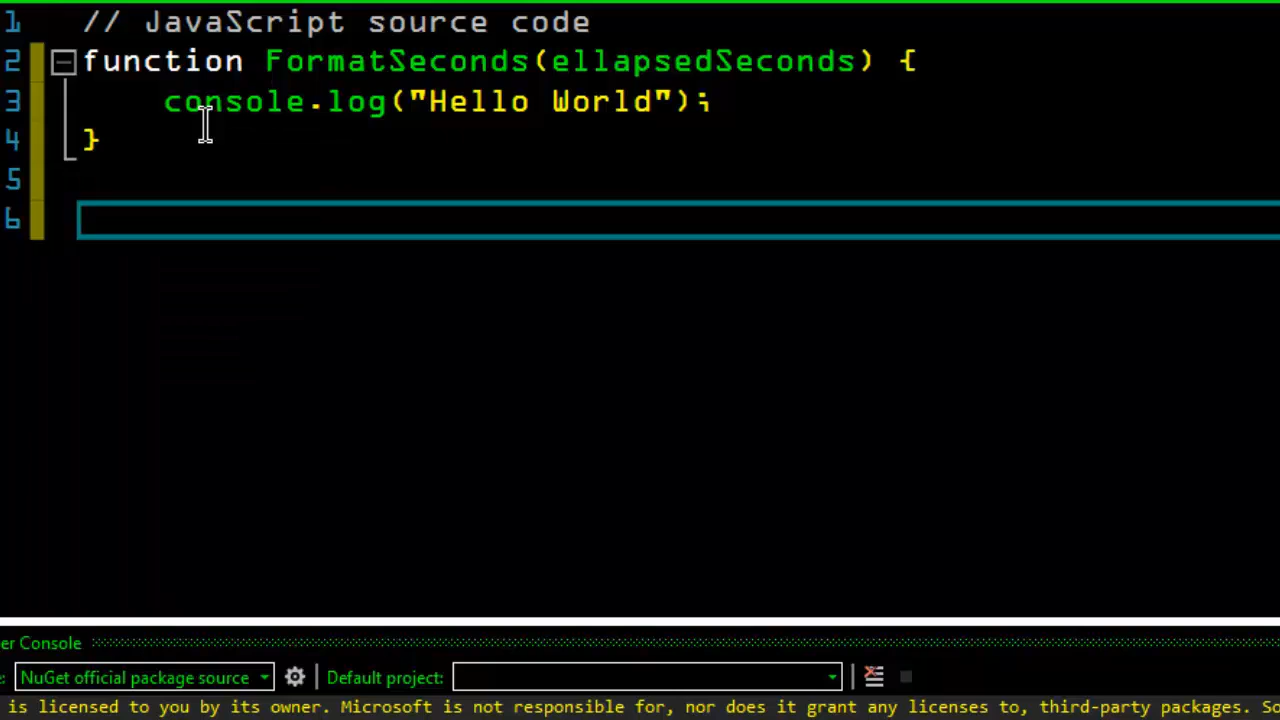 1 // JavaScript source code
2 function FormatSeconds(ellapsedSeconds) {
3 console.log("Hello World");
4 }
5
6
er Console
: NuGet official package source Default project:
is licensed to you by its owner. Microsoft is not responsible for, nor does it grant any licenses to, third-party packages. So